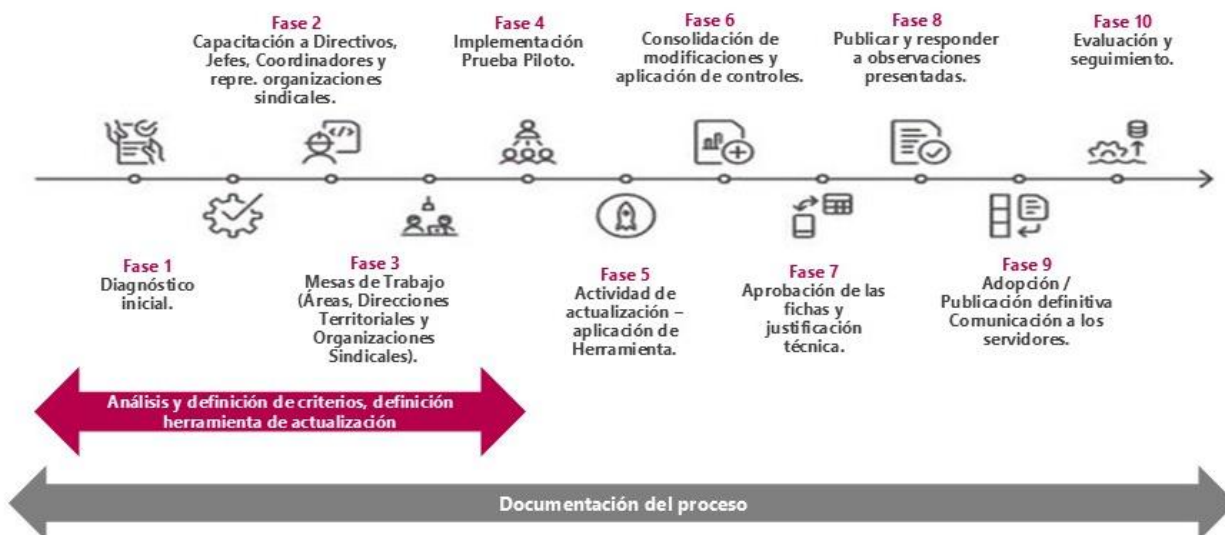 Fase 2
Capacitación a Directivos,
Jefes, Coordinadores y
repre. organizaciones
sindicales.
Fase 4
Implementación
Prueba Piloto.
Fase 6
Consolidación de
modificaciones y
aplicación de controles.
Fase 8
Publicar y responder
a observaciones
presentadas.
Fase 10
Evaluación y
seguimiento.
Fase 1
Diagnóstico
inicial.
Fase 3
Mesas de Trabajo
(Áreas, Direcciones
Territoriales y
Organizaciones
Sindicales).
Fase 5
Actividad de
actualización –
aplicación de
Herramienta.
Fase 7
Aprobación de las
fichas y
justificación
técnica.
Fase 9
Adopción /
Publicación definitiva
Comunicación a los
servidores.
Análisis y definición de criterios, definición
herramienta de actualización
Documentación del proceso